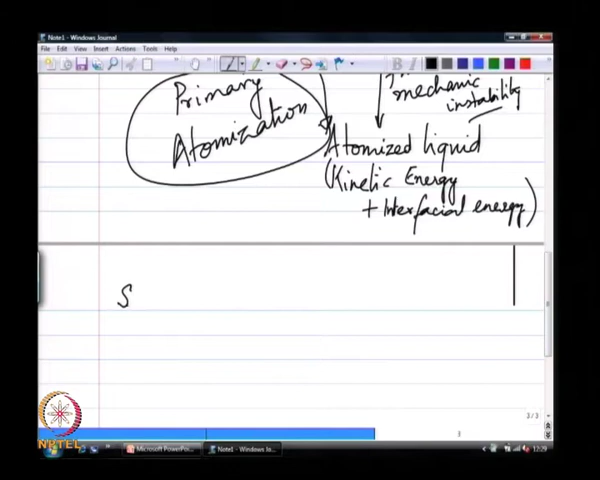 Note1 - Windows Journal
File Edit View Insert Actions Tools Help
B I
Primary
Atomization
mechanic
instability
Atomized liquid
(Kinetic Energy
+ Interfacial energy)
S
3 / 3
NPTEL
Microsoft PowerPo...
Note1 - Windows Jo...
12:29